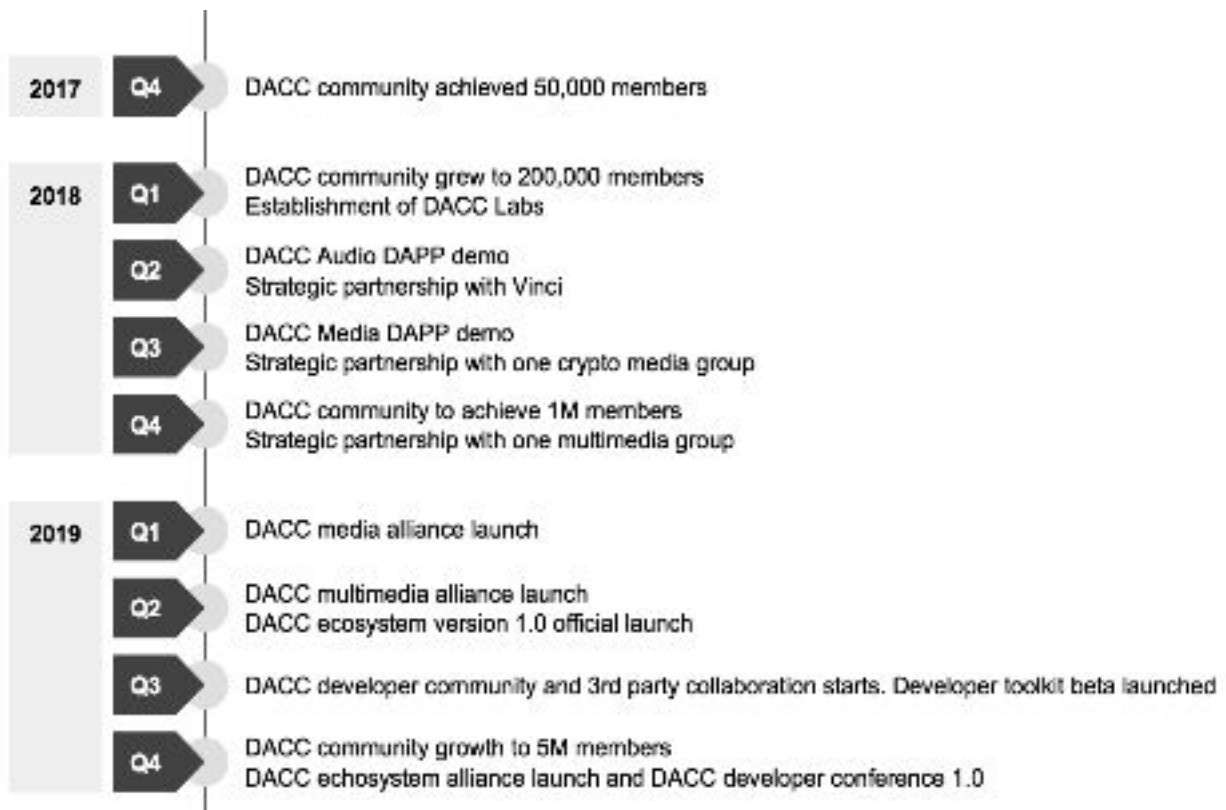 2017 Q4 DACC community achieved 50,000 members
2018 Q1 DACC community grew to 200,000 members
Establishment of DACC Labs
Q2 DACC Audio DAPP demo
Strategic partnership with Vinci
Q3 DACC Media DAPP demo
Strategic partnership with one crypto media group
Q4 DACC community to achieve 1M members
Strategic partnership with one multimedia group
2019 Q1 DACC media alliance launch
Q2 DACC multimedia alliance launch
DACC ecosystem version 1.0 official launch
Q3 DACC developer community and 3rd party collaboration starts. Developer toolkit beta launched
Q4 DACC community growth to 5M members
DACC echosystem alliance launch and DACC developer conference 1.0